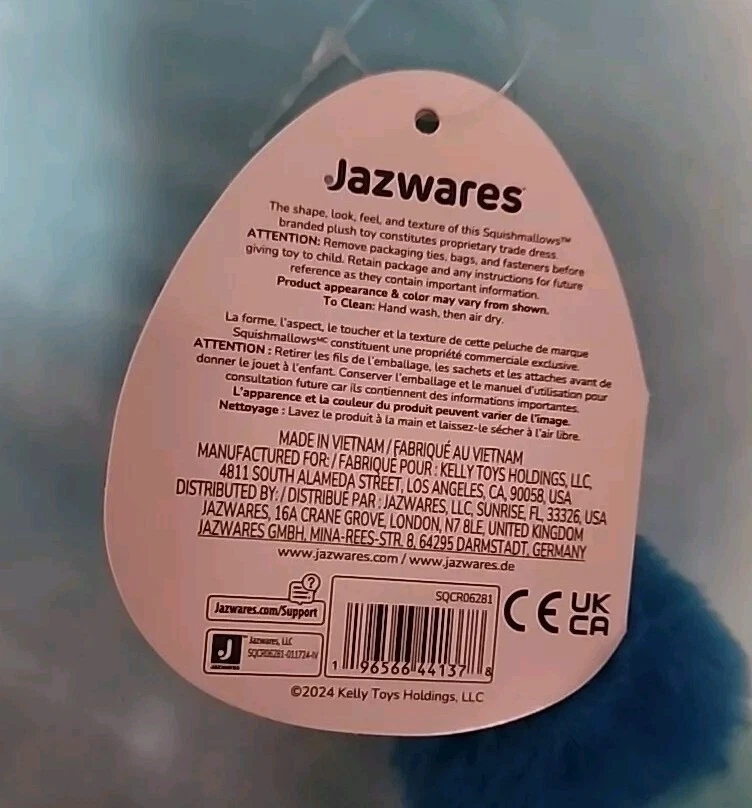 Jazwares
The shape, look, feel, and texture of this Squishmallows™
branded plush toy constitutes proprietary trade dress.
ATTENTION: Remove packaging ties, bags, and fasteners before
giving toy to child. Retain package and any instructions for future
reference as they contain important information.
Product appearance & color may vary from shown.
To Clean: Hand wash, then air dry.
La forme, l'aspect, le toucher et la texture de cette peluche de marque
Squishmallowsᴹᶜ constituent une propriété commerciale exclusive.
ATTENTION : Retirer les fils de l'emballage, les sachets et les attaches avant de
donner le jouet à l'enfant. Conserver l'emballage et le manuel d'utilisation pour
consultation future car ils contiennent des informations importantes.
L'apparence et la couleur du produit peuvent varier de l'image.
Nettoyage : Lavez le produit à la main et laissez-le sécher à l'air libre.
MADE IN VIETNAM / FABRIQUÉ AU VIETNAM
MANUFACTURED FOR: / FABRIQUÉ POUR : KELLY TOYS HOLDINGS, LLC,
4811 SOUTH ALAMEDA STREET, LOS ANGELES, CA, 90058, USA
DISTRIBUTED BY: / DISTRIBUÉ PAR : JAZWARES, LLC, SUNRISE, FL, 33326, USA
JAZWARES, 16A CRANE GROVE, LONDON, N7 8LE, UNITED KINGDOM
JAZWARES GMBH, MINA-REES-STR. 8, 64295 DARMSTADT, GERMANY
www.jazwares.com / www.jazwares.de
?
Jazwares.com/Support
SQCR06281
CE UK
CA
J
JAZWARES
Jazwares, LLC
SQCR06281-011724-IV
1 96566 44137 8
©2024 Kelly Toys Holdings, LLC